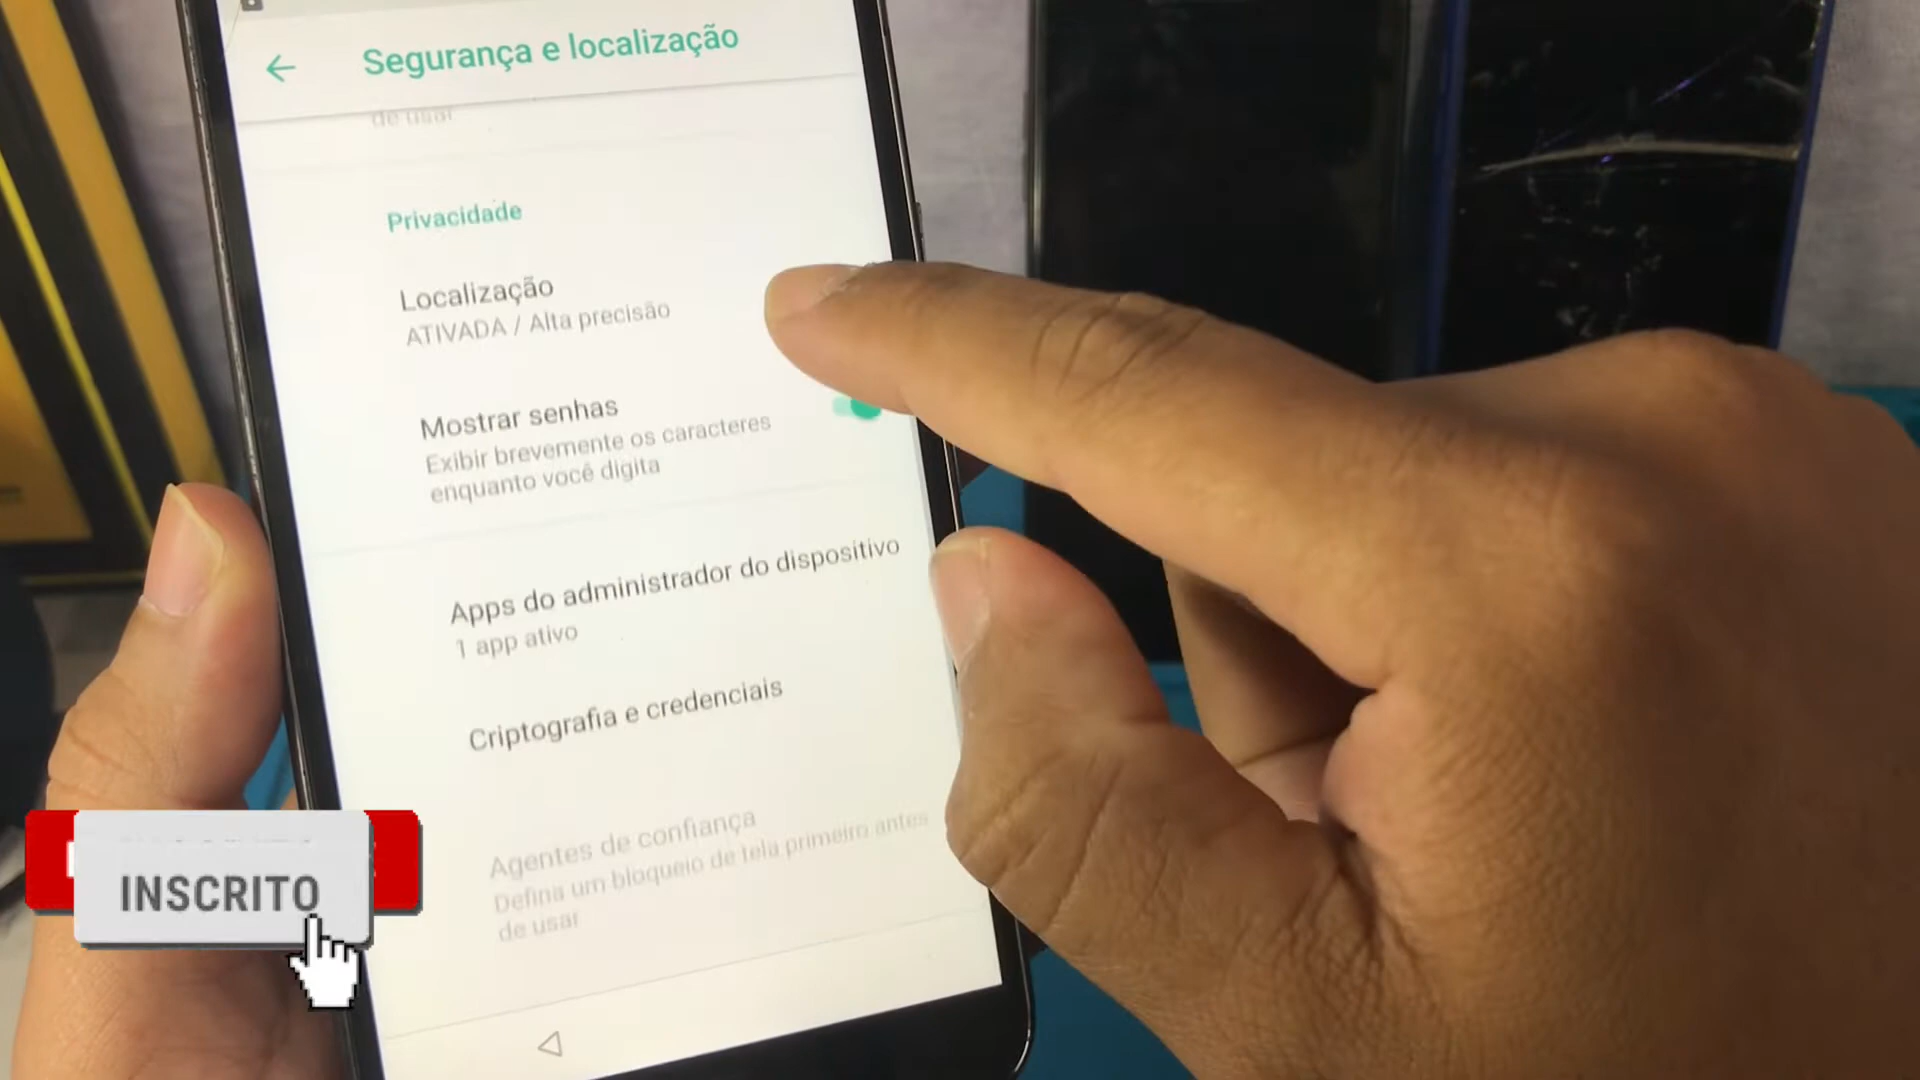 Segurança e localização
de usar
Privacidade
Localização
ATIVADA / Alta precisão
Mostrar senhas
Exibir brevemente os caracteres
enquanto você digita
Apps do administrador do dispositivo
1 app ativo
Criptografia e credenciais
Agentes de confiança
Defina um bloqueio de tela primeiro antes
de usar
INSCRITO